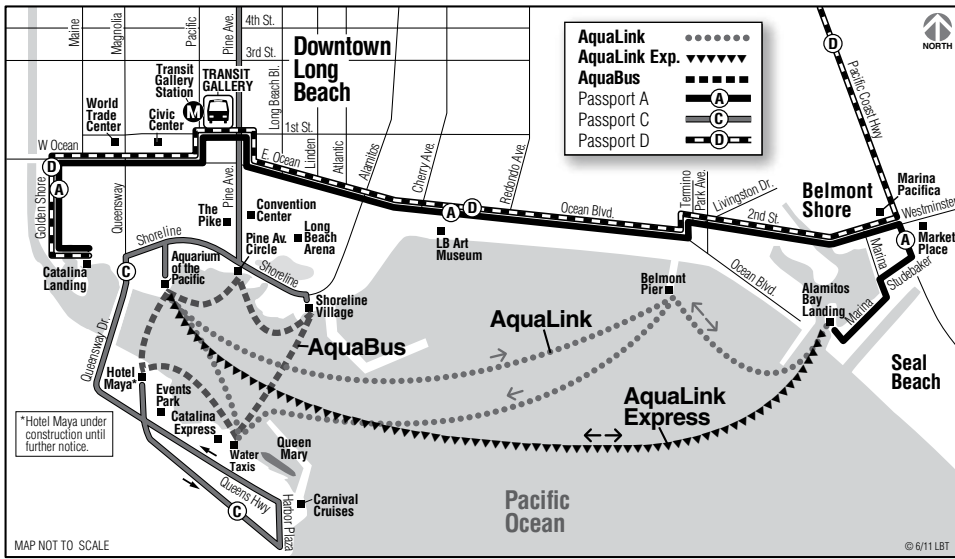 4th St.
3rd St.
Maine
Magnolia
Pacific
Pine Ave.
Long Beach Bl.
Downtown
Long
Beach
Transit
Gallery
Station
M
TRANSIT
GALLERY
World
Trade
Center
Civic
Center
1st St.
W Ocean
E. Ocean
Linden
Atlantic
Alamitos
Cherry Ave.
Redondo Ave.
AquaLink
AquaLink Exp.
AquaBus
Passport A
A
Passport C
C
Passport D
D
NORTH
D
Pacific Coast Hwy
D
A
Golden Shore
Queensway
Pine Ave.
The
Pike
Convention
Center
Long
Beach
Arena
Pine Av.
Circle
A
D
LB Art
Museum
Ocean Blvd.
Termino
Park Ave.
Livingston Dr.
2nd St.
Belmont
Shore
Marina
Pacifica
Westminster
Market
Place
A
Marina
Studebaker
Marina
Ocean Blvd.
Alamitos
Bay
Landing
Seal
Beach
Catalina
Landing
Shoreline
C
Aquarium
of the
Pacific
Shoreline
Shoreline
Village
Belmont
Pier
AquaLink
AquaBus
AquaLink
Express
Queensway Dr.
Hotel
Maya*
Events
Park
Catalina
Express
Water
Taxis
Queen
Mary
*Hotel Maya under
construction until
further notice.
Queens Hwy
C
Harbor Plaza
Carnival
Cruises
Pacific
Ocean
MAP NOT TO SCALE
© 6/11 LBT